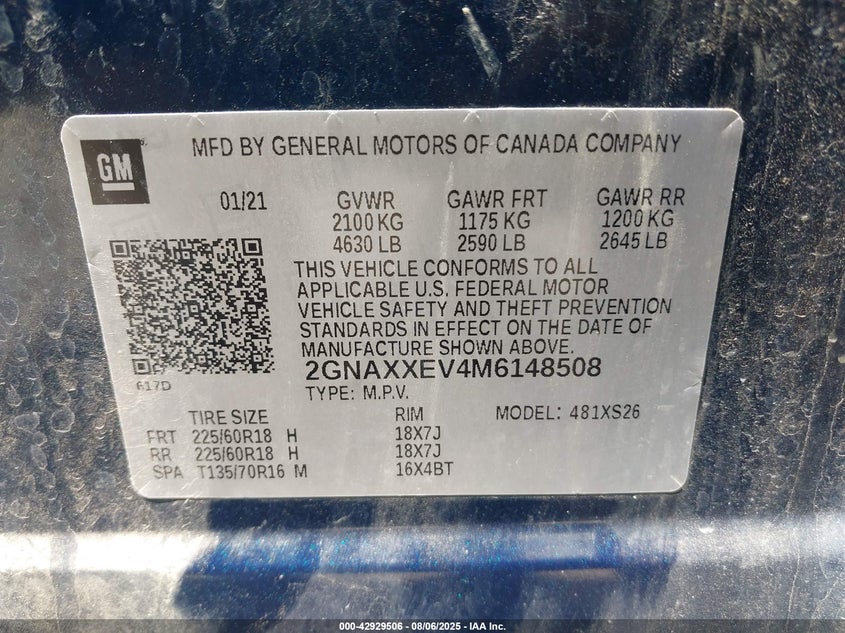 MFD BY GENERAL MOTORS OF CANADA COMPANY
GM
01/21 GVWR GAWR FRT GAWR RR
2100 KG 1175 KG 1200 KG
4630 LB 2590 LB 2645 LB
THIS VEHICLE CONFORMS TO ALL
APPLICABLE U.S. FEDERAL MOTOR
VEHICLE SAFETY AND THEFT PREVENTION
STANDARDS IN EFFECT ON THE DATE OF
MANUFACTURE SHOWN ABOVE.
617D
2GNAXXEV4M6148508
TYPE: M.P.V.
TIRE SIZE RIM MODEL: 481XS26
FRT 225/60R18 H 18X7J
RR 225/60R18 H 18X7J
SPA T135/70R16 M 16X4BT
000-42929506 - 08/06/2025 - IAA Inc.